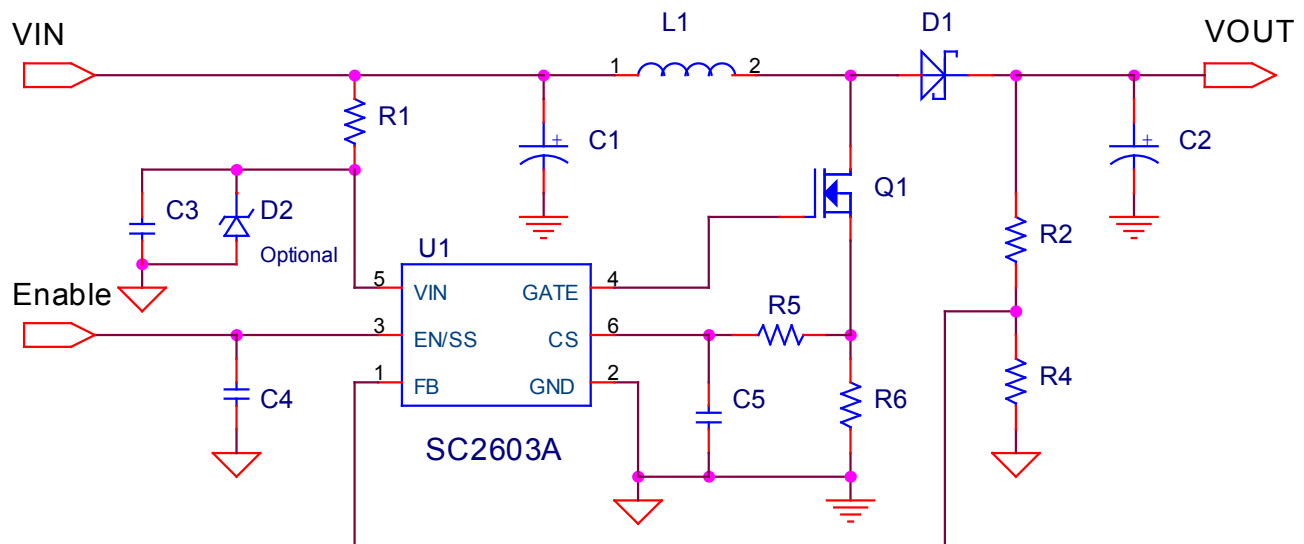 VIN
L1
D1
VOUT
1
2
R1
C1
C2
Q1
C3
D2
Optional
R2
U1
Enable
5
VIN
GATE
4
3
EN/SS
CS
6
R5
1
FB
GND
2
C4
C5
R6
R4
SC2603A
+
+